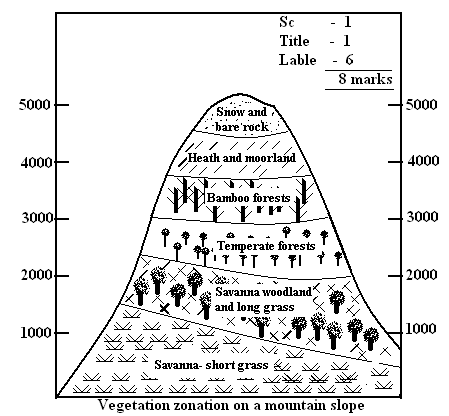 Sc - 1
Title - 1
Lable - 6
8 marks
5000 5000
4000 4000
3000 3000
2000 2000
1000 1000
Snow and
bare rock
Heath and moorland
Bamboo forests
Temperate forests
Savanna woodland
and long grass
Savanna- short grass
Vegetation zonation on a mountain slope